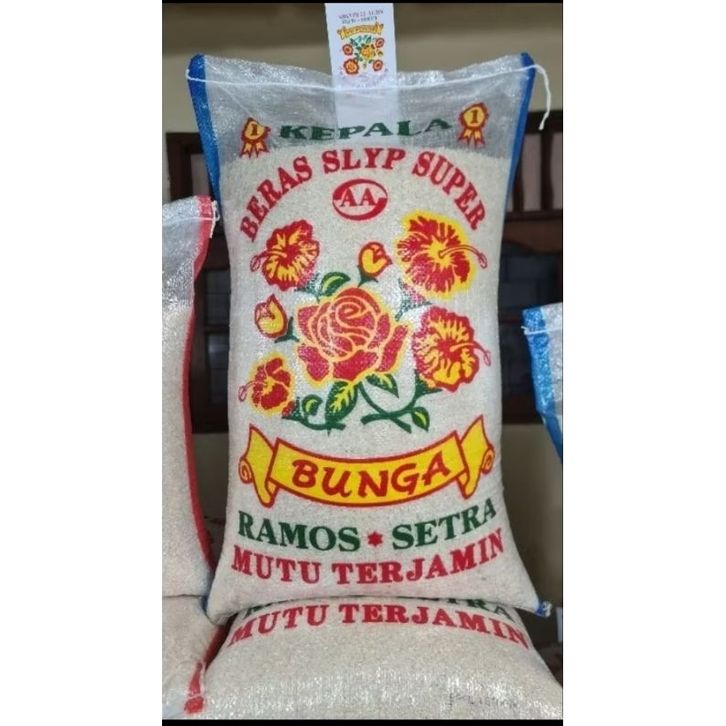 1 KEPALA 1
BERAS SLYP SUPER
AA
BUNGA
RAMOS * SETRA
MUTU TERJAMIN
MUTU TERJAMIN